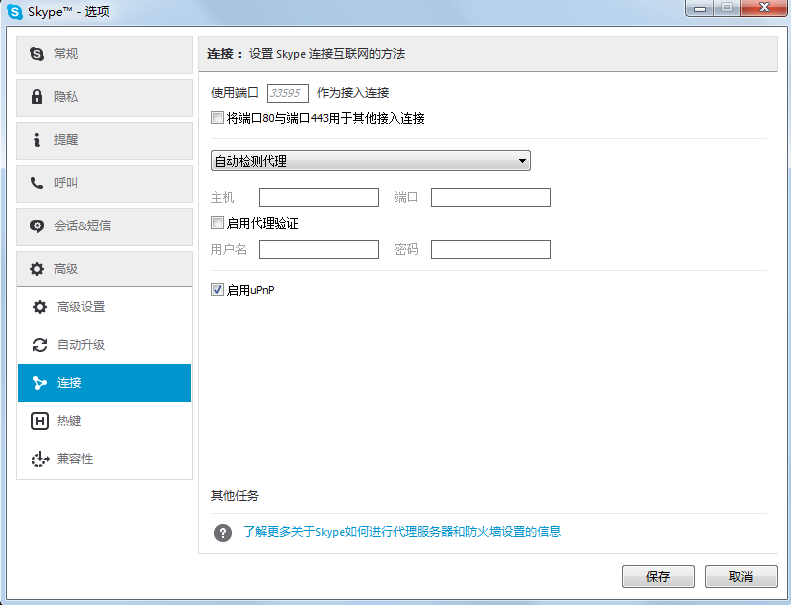 Skype™ - 选项
常规
隐私
提醒
呼叫
会话&短信
高级
高级设置
自动升级
连接
热键
兼容性
连接：设置 Skype 连接互联网的方法
使用端口 33595 作为接入连接
将端口80与端口443用于其他接入连接
自动检测代理
主机 端口
启用代理验证
用户名 密码
启用uPnP
其他任务
了解更多关于Skype如何进行代理服务器和防火墙设置的信息
保存 取消